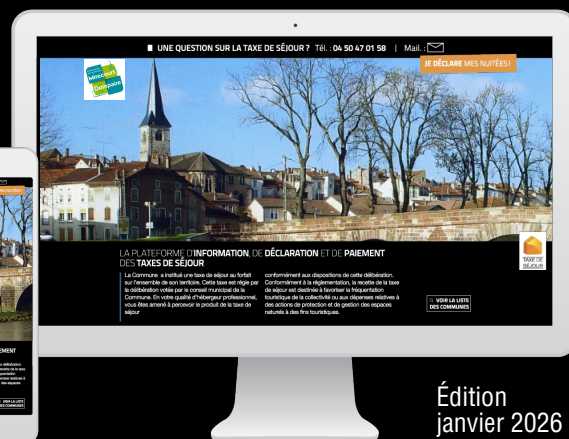 UNE QUESTION SUR LA TAXE DE SÉJOUR ? Tél. : 04 50 47 01 58 | Mail. :
JE DÉCLARE MES NUITÉES !
Mirecourt
Dompaire
LA PLATEFORME D'INFORMATION, DE DÉCLARATION ET DE PAIEMENT
DES TAXES DE SÉJOUR
La Commune a institué une taxe de séjour au forfait
sur l'ensemble de son territoire. Cette taxe est régie par
la délibération votée par le conseil municipal de la
Commune. En votre qualité d'hébergeur professionnel,
vous êtes amené à percevoir le produit de la taxe de
séjour
conformément aux dispositions de cette délibération.
Conformément à la réglementation, la recette de la taxe
de séjour est destinée à favoriser la fréquentation
touristique de la collectivité ou aux dépenses relatives à
des actions de protection et de gestion des espaces
naturels à des fins touristiques.
VOIR LA LISTE
DES COMMUNES
TAXE DE
SÉJOUR
EMENT
VOIR LA LISTE
DES COMMUNES
Édition
janvier 2026